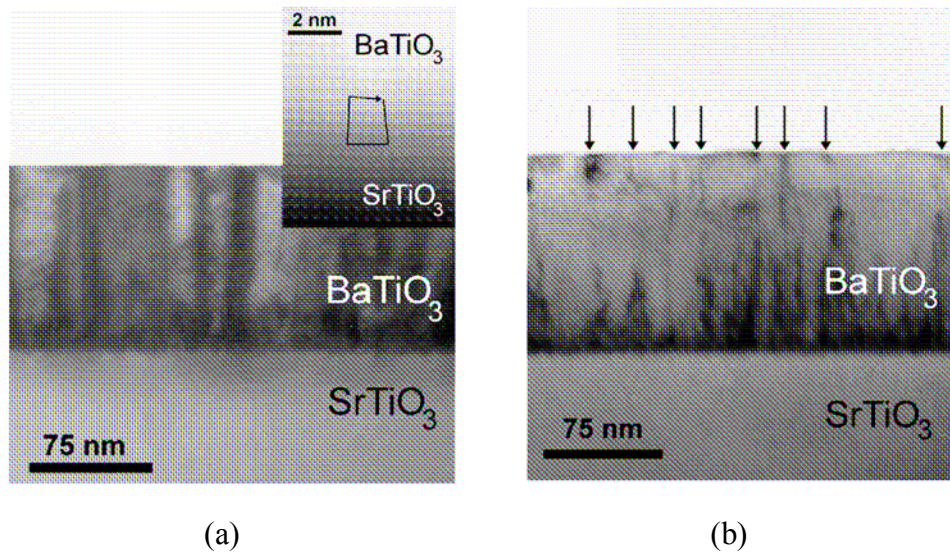 2 nm
BaTiO₃
SrTiO₃
BaTiO₃
SrTiO₃
75 nm
(a)
BaTiO₃
SrTiO₃
75 nm
(b)